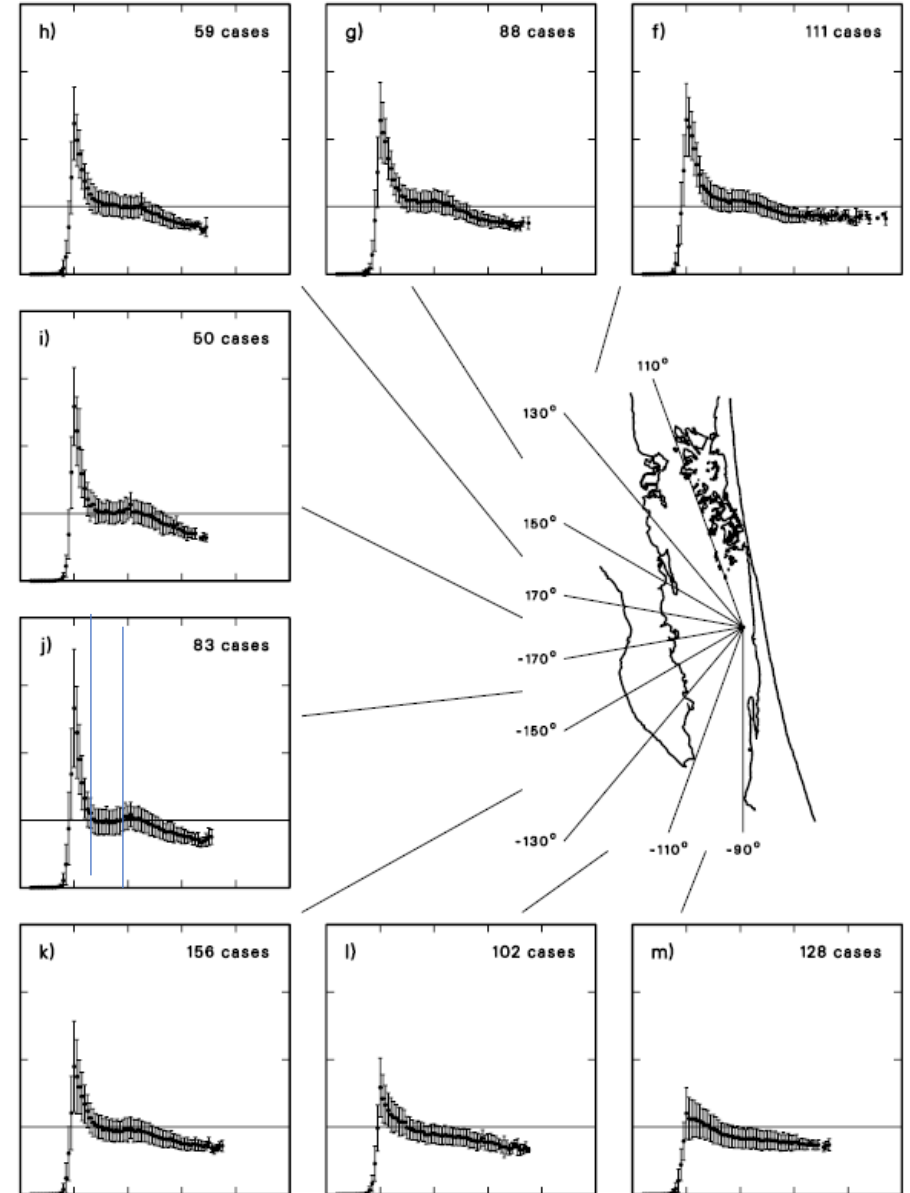 h) 59 cases
g) 88 cases
f) 111 cases
i) 50 cases
110°
130°
150°
170°
-170°
-150°
-130°
-110°
-90°
j) 83 cases
k) 156 cases
l) 102 cases
m) 128 cases